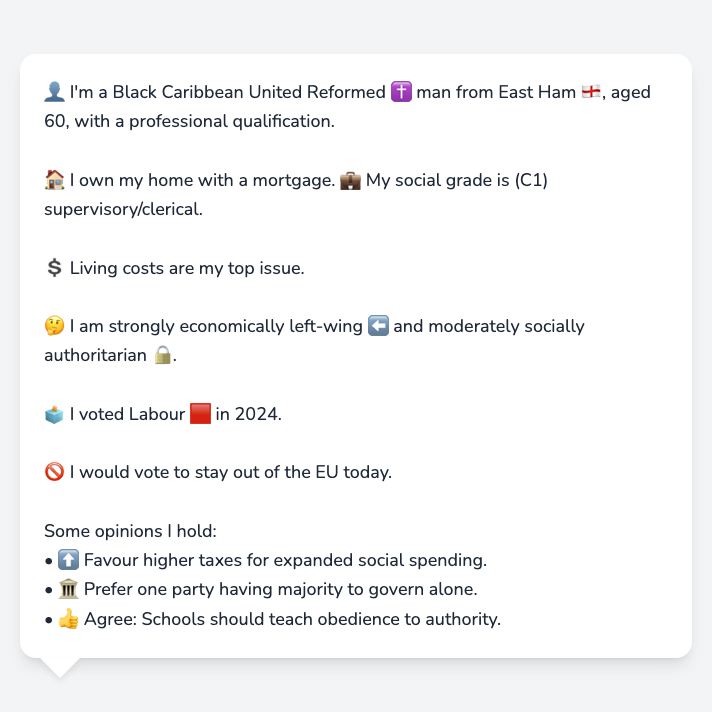 👤 I'm a Black Caribbean United Reformed ✝️ man from East Ham 🏴󠁧󠁢󠁥󠁮󠁧󠁿, aged
60, with a professional qualification.
🏠 I own my home with a mortgage. 💼 My social grade is (C1)
supervisory/clerical.
💲 Living costs are my top issue.
🤔 I am strongly economically left-wing ⬅️ and moderately socially
authoritarian 🔒.
🗳️ I voted Labour 🟥 in 2024.
🚫 I would vote to stay out of the EU today.
Some opinions I hold:
• ⬆️ Favour higher taxes for expanded social spending.
• 🏛️ Prefer one party having majority to govern alone.
• 👍 Agree: Schools should teach obedience to authority.